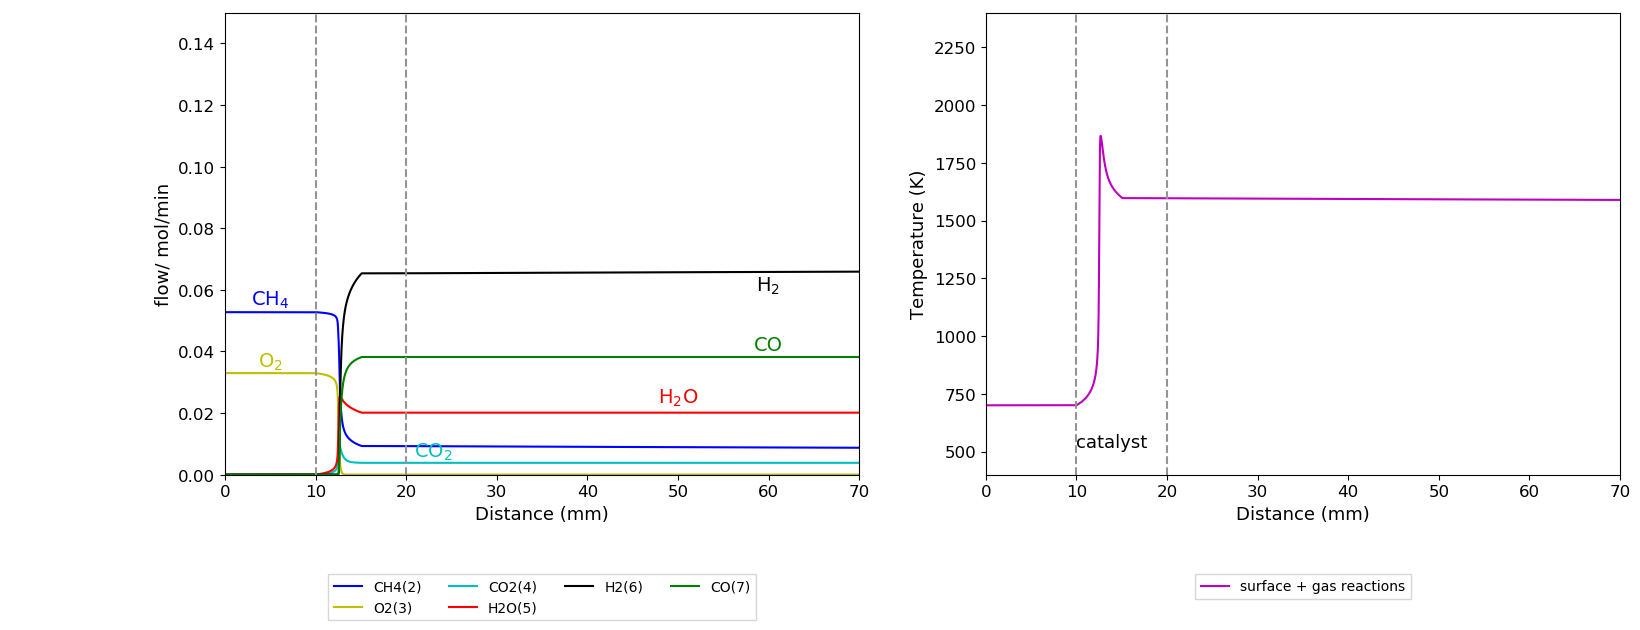 0.14
0.12
0.10
0.08
0.06
0.04
0.02
0.00
flow/ mol/min
CH₄
O₂
H₂
CO
H₂O
CO₂
0 10 20 30 40 50 60 70
Distance (mm)
CH4(2) CO2(4) H2(6) CO(7)
O2(3) H2O(5)
2250
2000
1750
1500
1250
1000
750
500
Temperature (K)
catalyst
0 10 20 30 40 50 60 70
Distance (mm)
surface + gas reactions